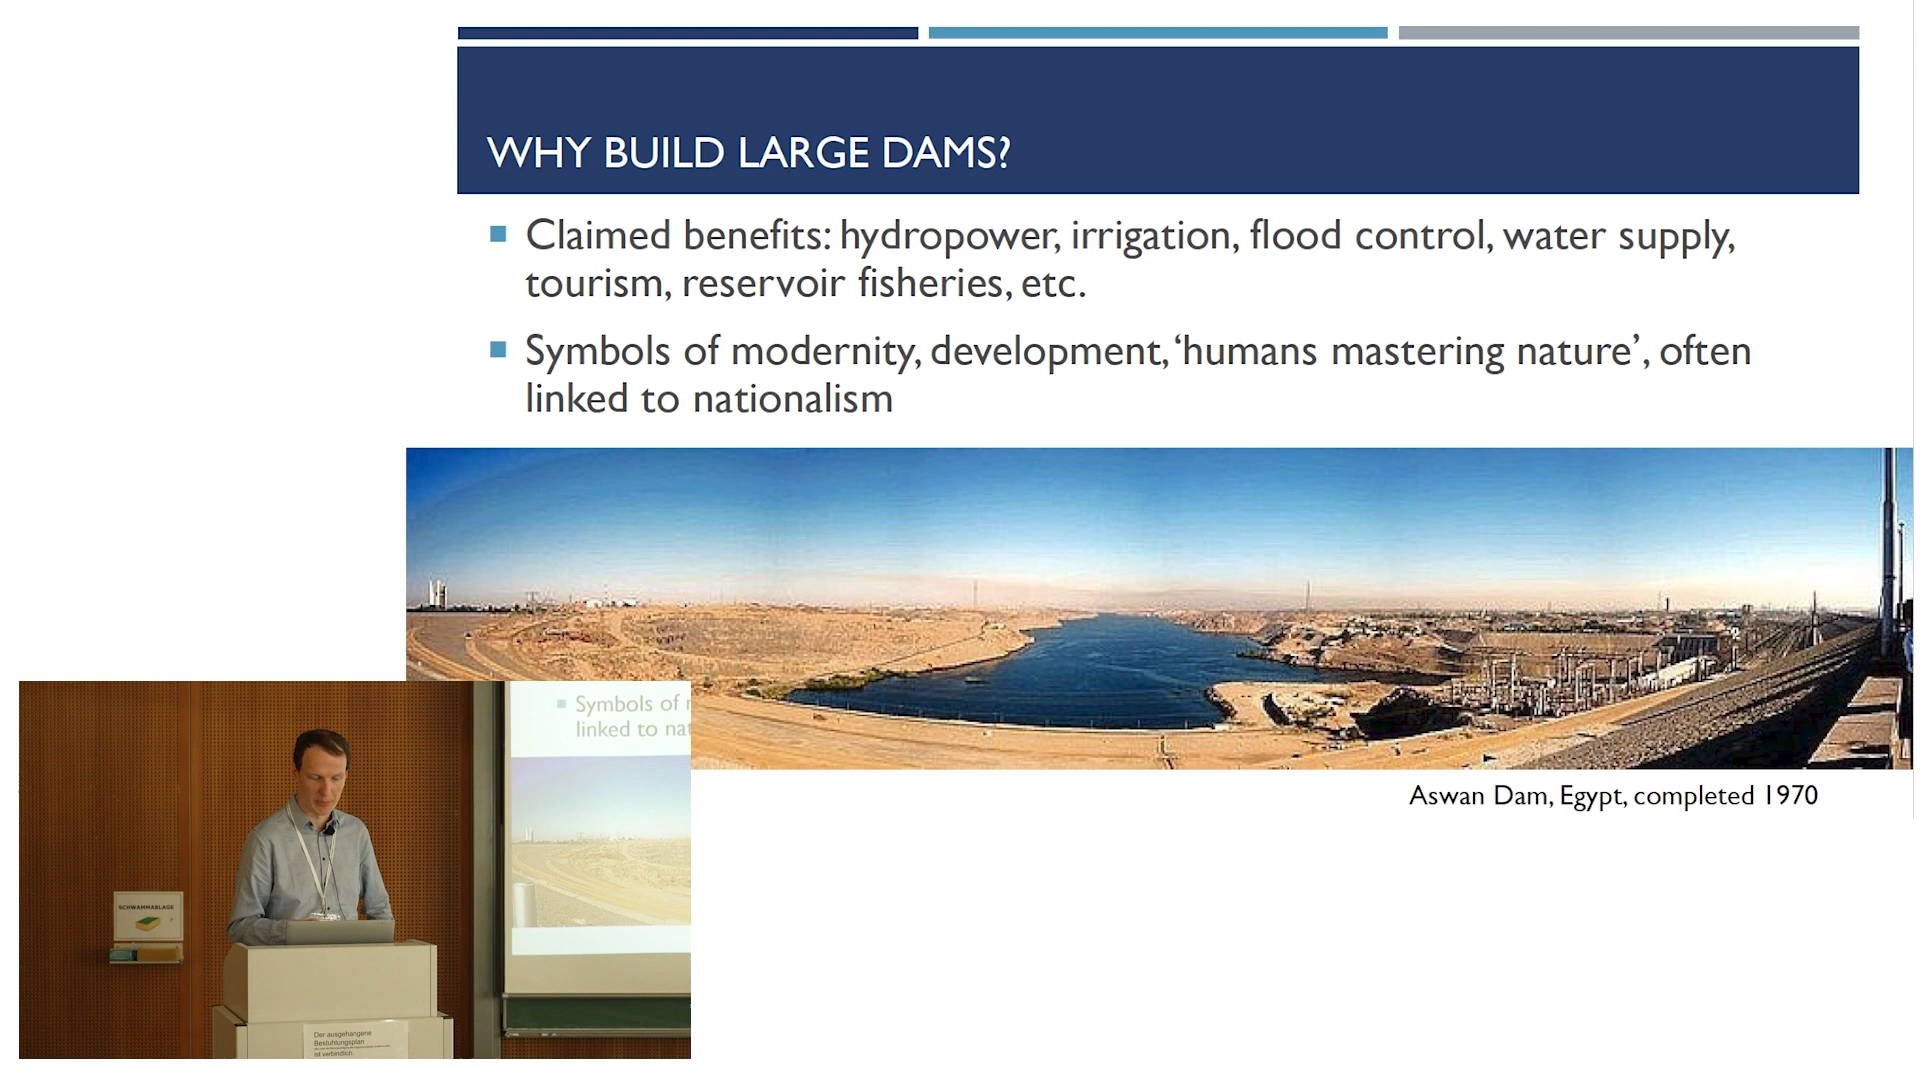 WHY BUILD LARGE DAMS?
Claimed benefits: hydropower, irrigation, flood control, water supply,
tourism, reservoir fisheries, etc.
Symbols of modernity, development, ‘humans mastering nature’, often
linked to nationalism
Aswan Dam, Egypt, completed 1970
Symbols of
linked to nat
SCHWAMMABLAGE
Der ausgehangene
Bestuhlungsplan
ist verbindlich.